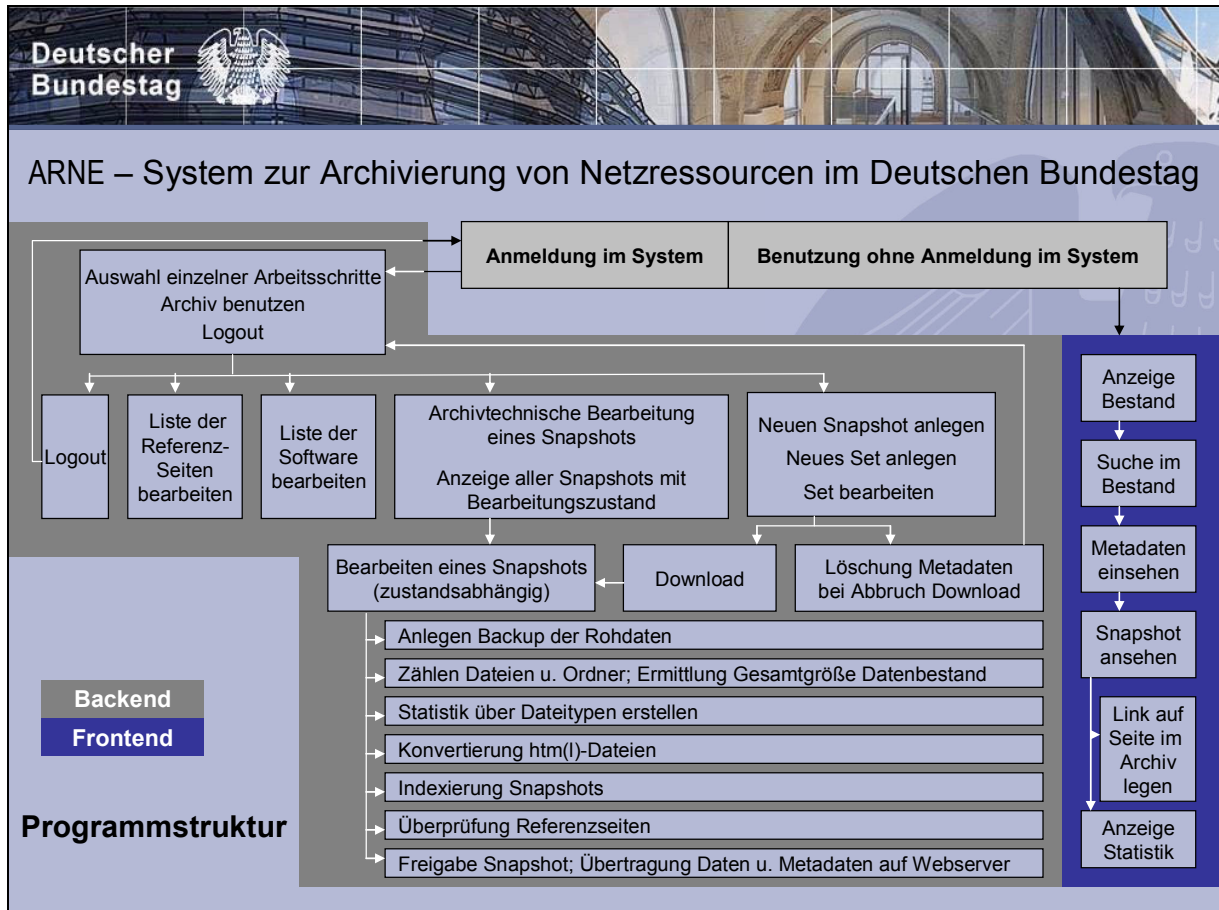 Deutscher
Bundestag
ARNE – System zur Archivierung von Netzressourcen im Deutschen Bundestag
Anmeldung im System
Benutzung ohne Anmeldung im System
Auswahl einzelner Arbeitsschritte
Archiv benutzen
Logout
Logout
Liste der
Referenz-
Seiten
bearbeiten
Liste der
Software
bearbeiten
Archivtechnische Bearbeitung
eines Snapshots
Anzeige aller Snapshots mit
Bearbeitungszustand
Neuen Snapshot anlegen
Neues Set anlegen
Set bearbeiten
Bearbeiten eines Snapshots
(zustandsabhängig)
Download
Löschung Metadaten
bei Abbruch Download
Anlegen Backup der Rohdaten
Zählen Dateien u. Ordner; Ermittlung Gesamtgröße Datenbestand
Statistik über Dateitypen erstellen
Konvertierung htm(l)-Dateien
Indexierung Snapshots
Überprüfung Referenzseiten
Freigabe Snapshot; Übertragung Daten u. Metadaten auf Webserver
Anzeige
Bestand
Suche im
Bestand
Metadaten
einsehen
Snapshot
ansehen
Link auf
Seite im
Archiv
legen
Anzeige
Statistik
Backend
Frontend
Programmstruktur